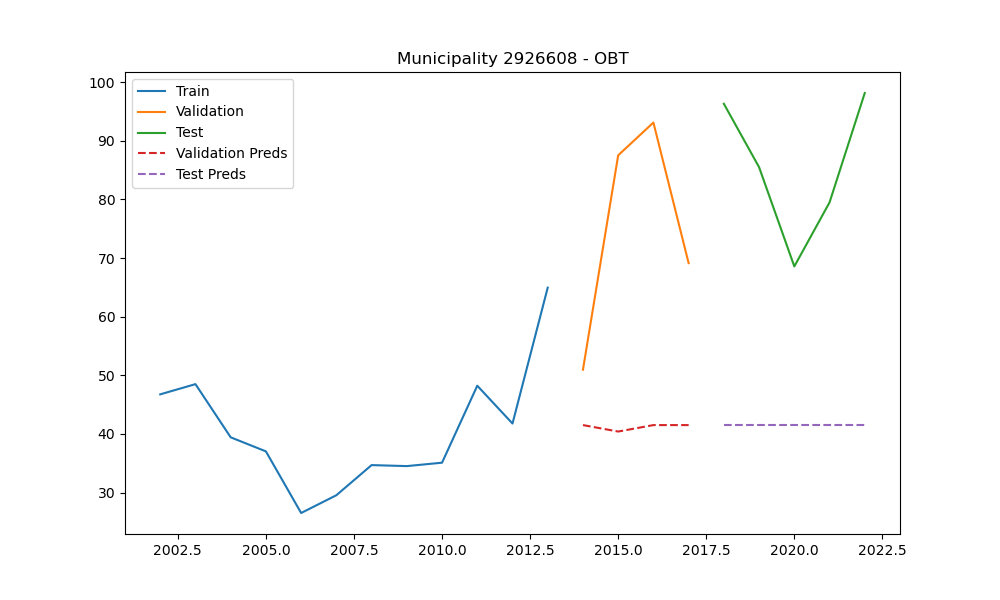 Municipality 2926608 - OBT
Train
Validation
Test
Validation Preds
Test Preds
100
90
80
70
60
50
40
30
2002.5 2005.0 2007.5 2010.0 2012.5 2015.0 2017.5 2020.0 2022.5